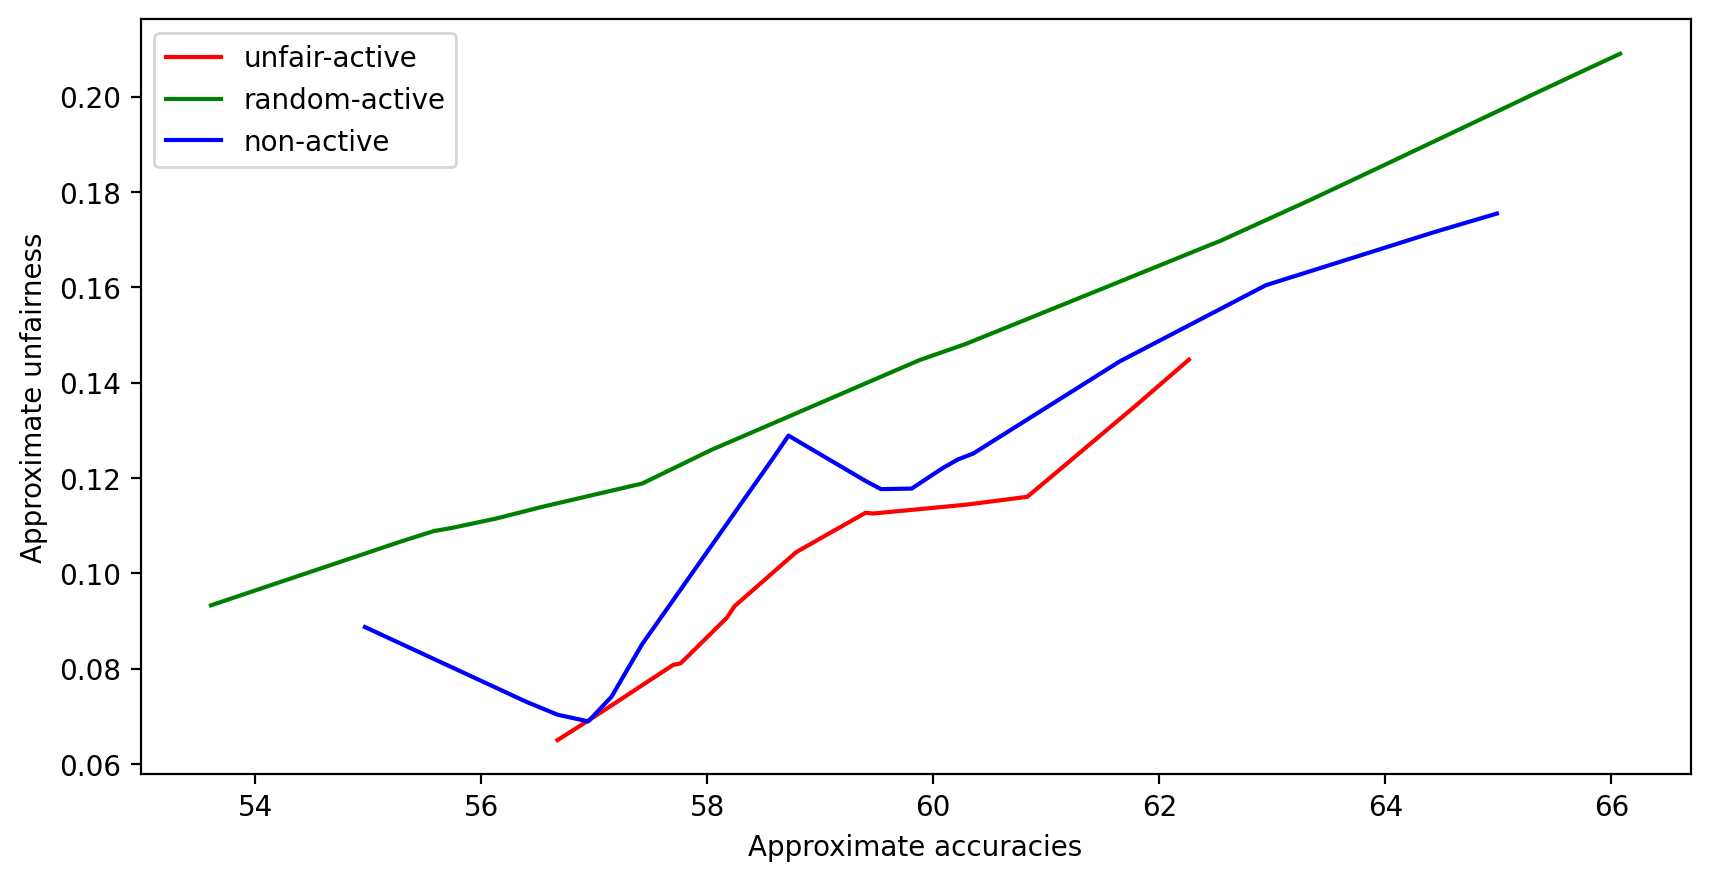 unfair-active
random-active
non-active
0.20
0.18
0.16
0.14
0.12
0.10
0.08
0.06
Approximate unfairness
54 56 58 60 62 64 66
Approximate accuracies